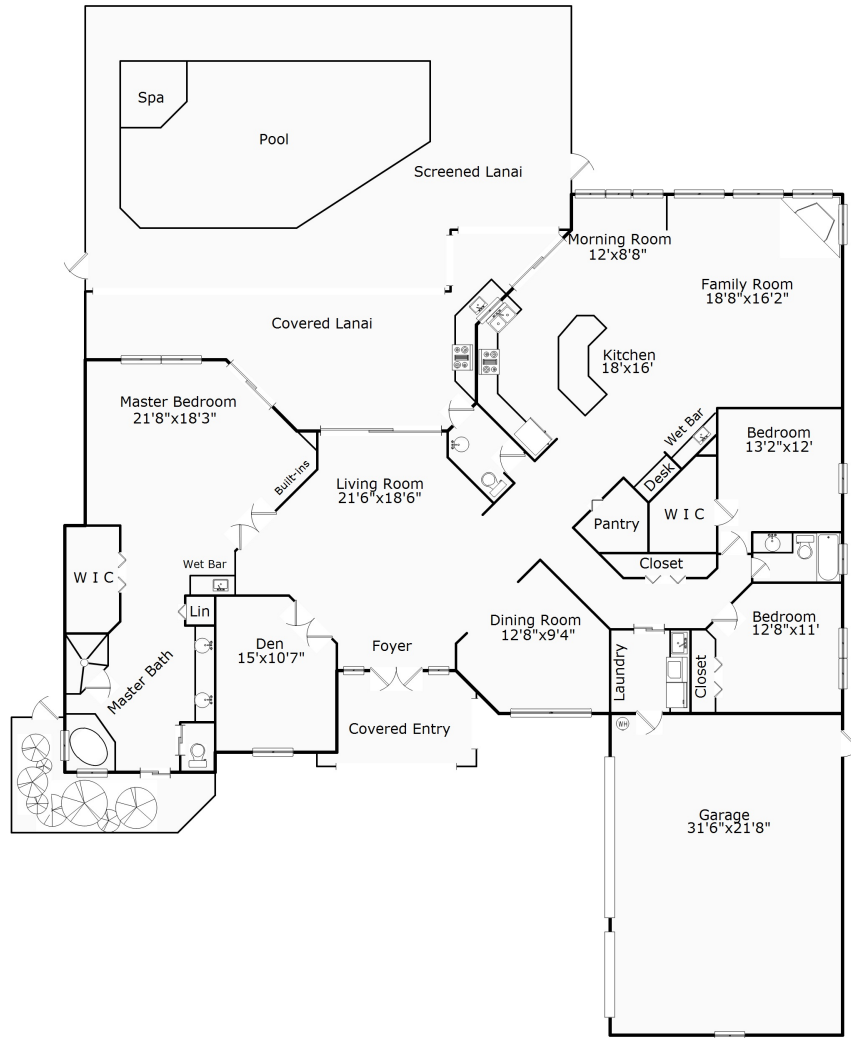 Spa
Pool
Screened Lanai
Morning Room
12'x8'8"
Family Room
18'8"x16'2"
Covered Lanai
Kitchen
18'x16'
Master Bedroom
21'8"x18'3"
Wet Bar
Bedroom
13'2"x12'
Built-ins
Living Room
21'6"x18'6"
Desk
W I C
Pantry
Closet
Wet Bar
W I C
Lin
Den
15'x10'7"
Dining Room
12'8"x9'4"
Bedroom
12'8"x11'
Foyer
Master Bath
Laundry
Closet
Covered Entry
WH
Garage
31'6"x21'8"